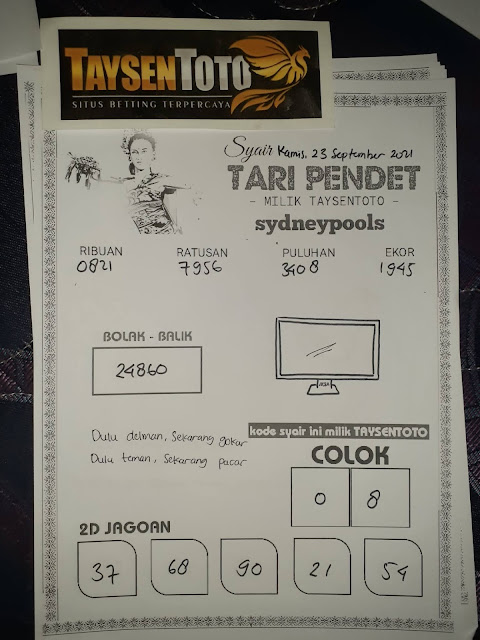 TAYSENTOTO
SITUS BETTING TERPERCAYA
Syair Kamis, 23 September 2021
TARI PENDET
- MILIK TAYSENTOTO -
sydneypools
RIBUAN RATUSAN PULUHAN EKOR
0821 7956 3408 1945
BOLAK - BALIK
24860
Dulu delman, Sekarang gokar
Dulu teman, Sekarang pacar
kode syair ini milik TAYSENTOTO
COLOK
0 8
2D JAGOAN
37 68 90 21 54